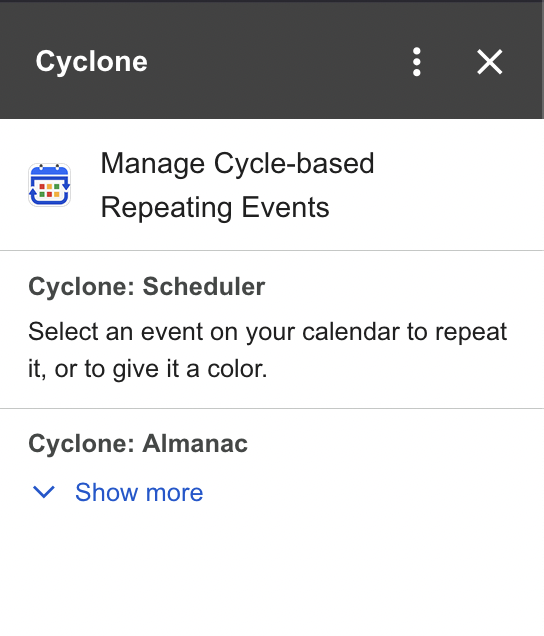 Cyclone
Manage Cycle-based
Repeating Events
Cyclone: Scheduler
Select an event on your calendar to repeat
it, or to give it a color.
Cyclone: Almanac
Show more